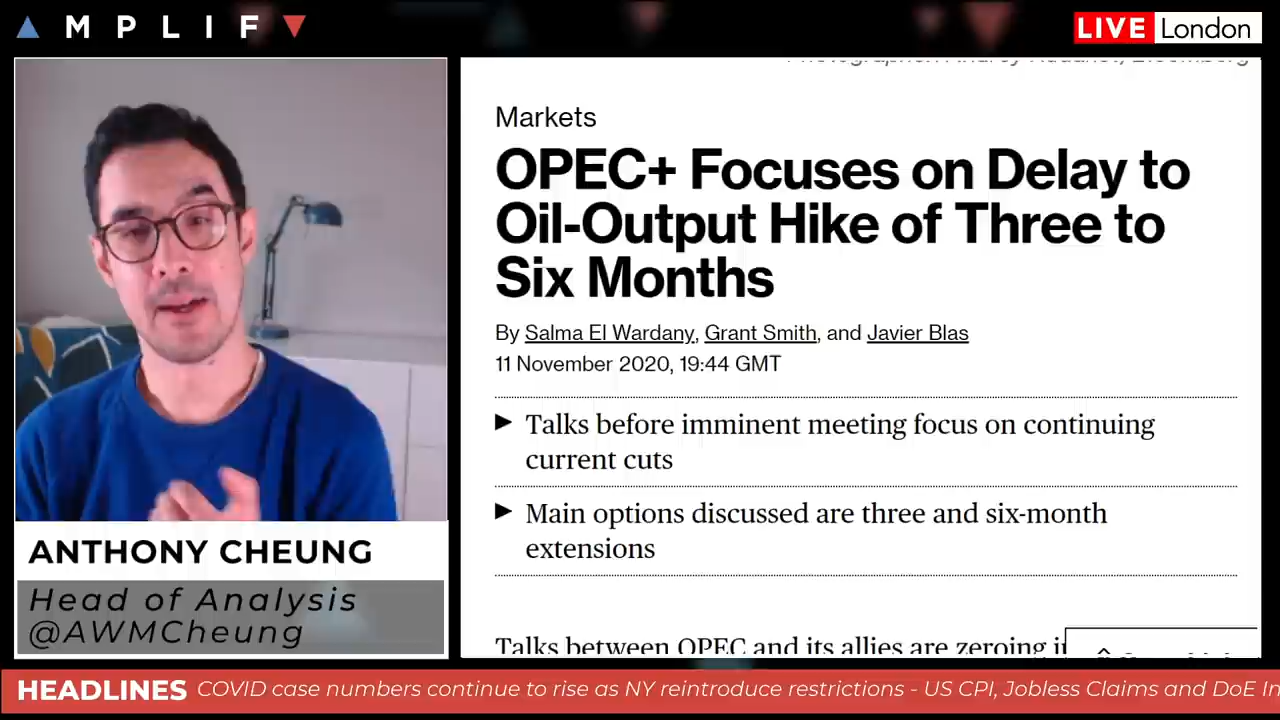 ▲ M P L I F ▼
LIVE London
Markets
OPEC+ Focuses on Delay to
Oil-Output Hike of Three to
Six Months
By Salma El Wardany, Grant Smith, and Javier Blas
11 November 2020, 19:44 GMT
► Talks before imminent meeting focus on continuing
current cuts
► Main options discussed are three and six-month
extensions
Talks between OPEC and its allies are zeroing
ANTHONY CHEUNG
Head of Analysis
@AWMCheung
HEADLINES COVID case numbers continue to rise as NY reintroduce restrictions - US CPI, Jobless Claims and DoE In